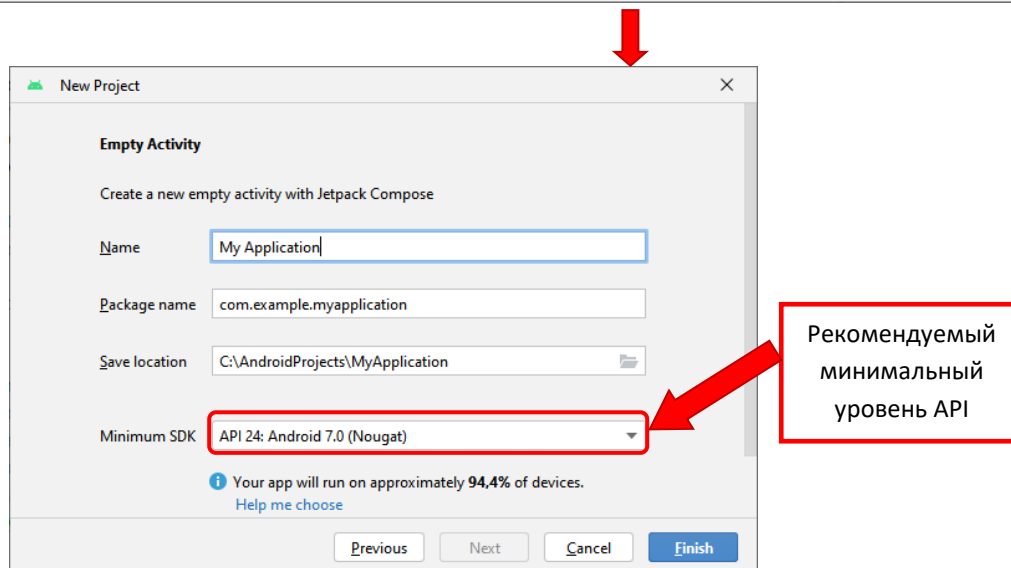 New Project
Empty Activity
Create a new empty activity with Jetpack Compose
Name
My Application
Package name
com.example.myapplication
Save location
C:\AndroidProjects\MyApplication
Minimum SDK
API 24: Android 7.0 (Nougat)
Рекомендуемый
минимальный
уровень API
Your app will run on approximately 94,4% of devices.
Help me choose
Previous
Next
Cancel
Finish